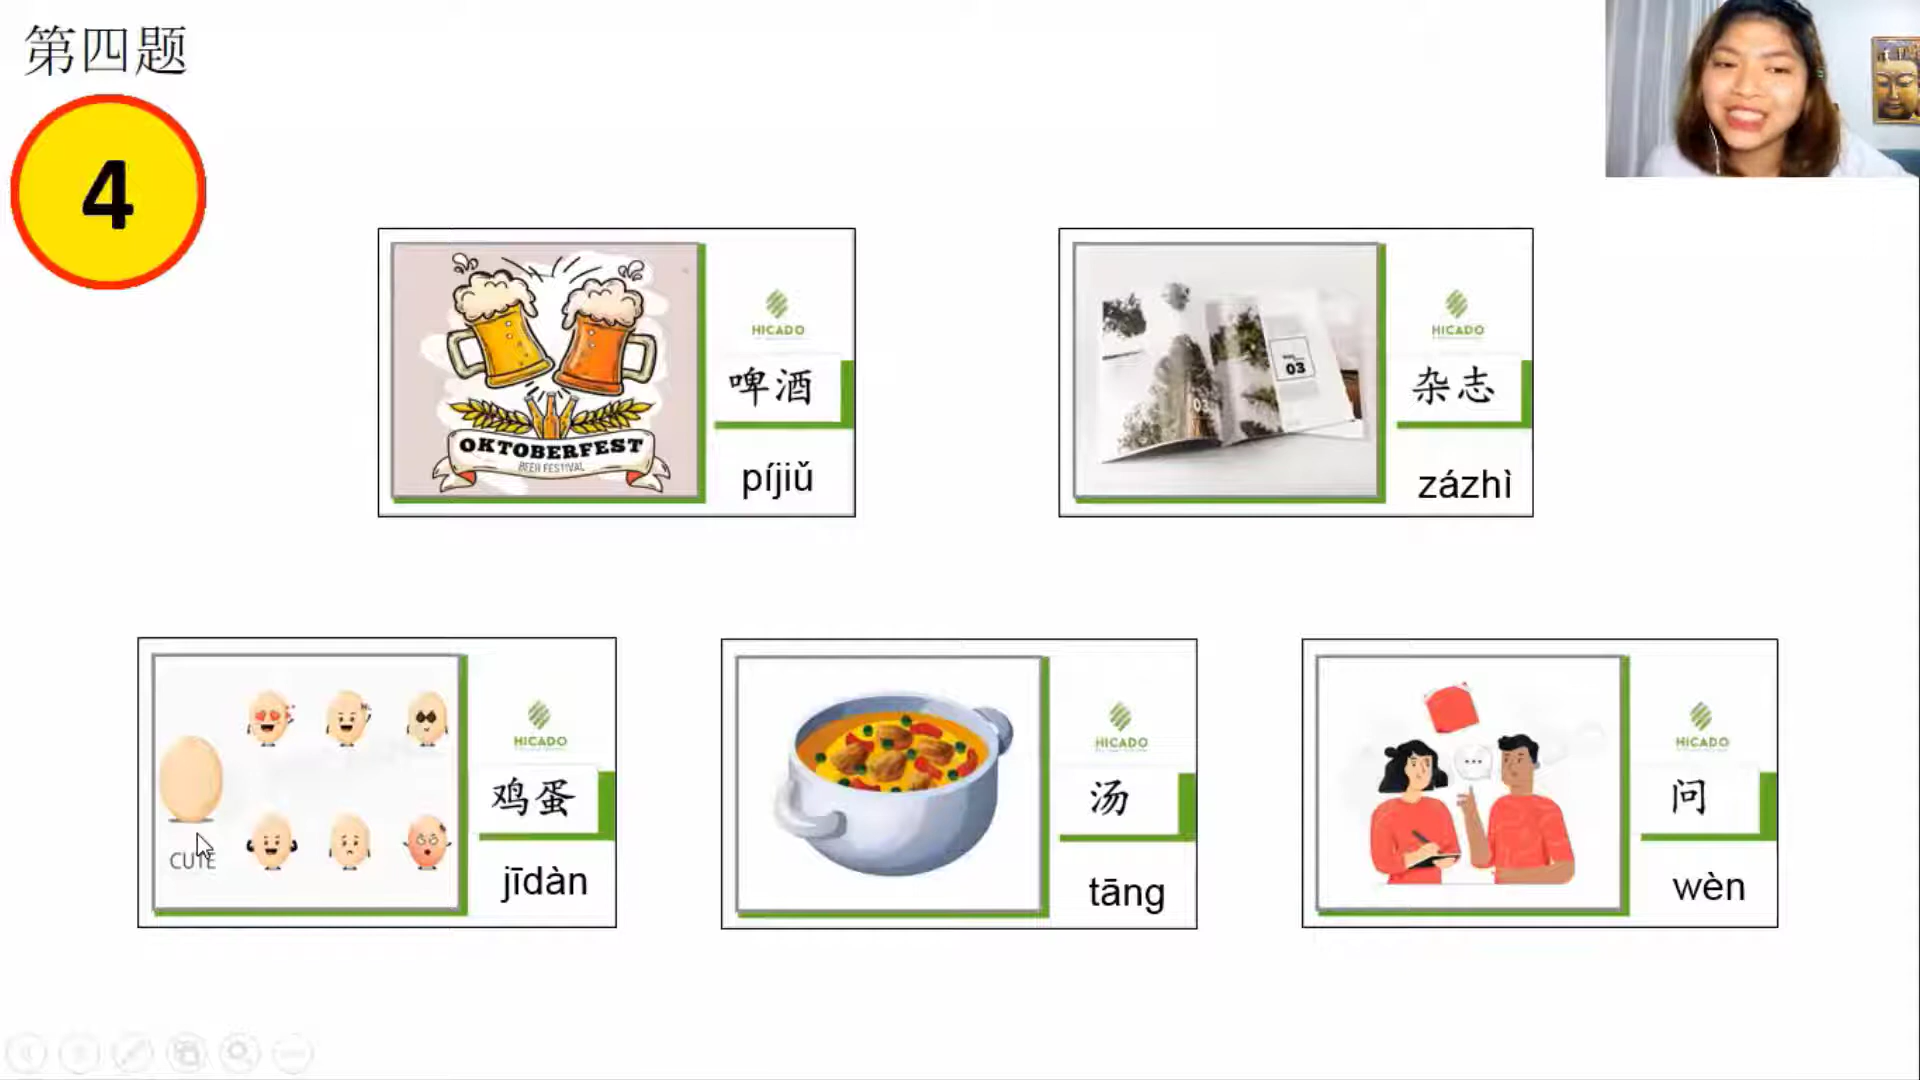 第四题
4
OKTOBERFEST
BEER FESTIVAL
HICADO
啤酒
píjiǔ
03
03
HICADO
杂志
zázhì
CUTE
HICADO
鸡蛋
jīdàn
HICADO
汤
tāng
HICADO
问
wèn